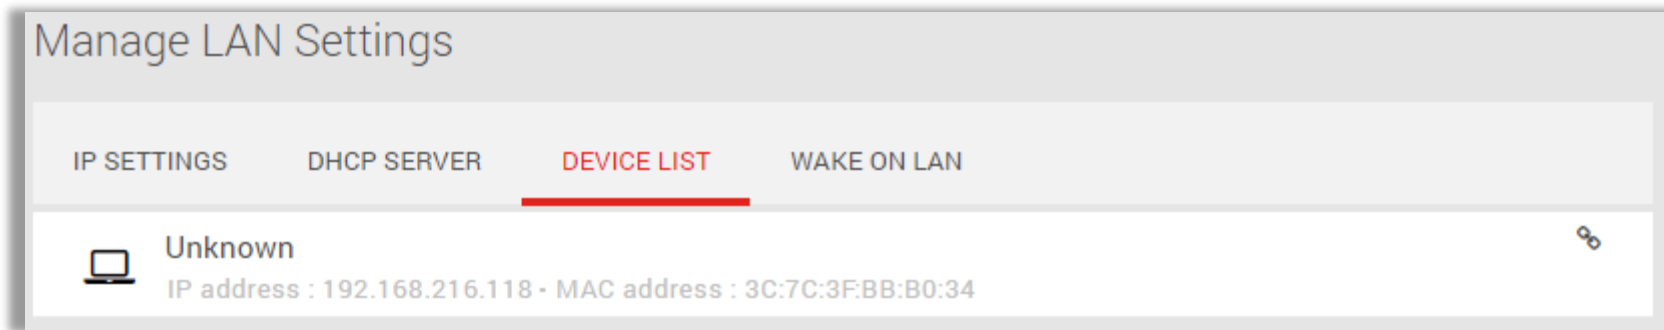 Manage LAN Settings
IP SETTINGS DHCP SERVER DEVICE LIST WAKE ON LAN
Unknown
IP address : 192.168.216.118 • MAC address : 3C:7C:3F:BB:B0:34